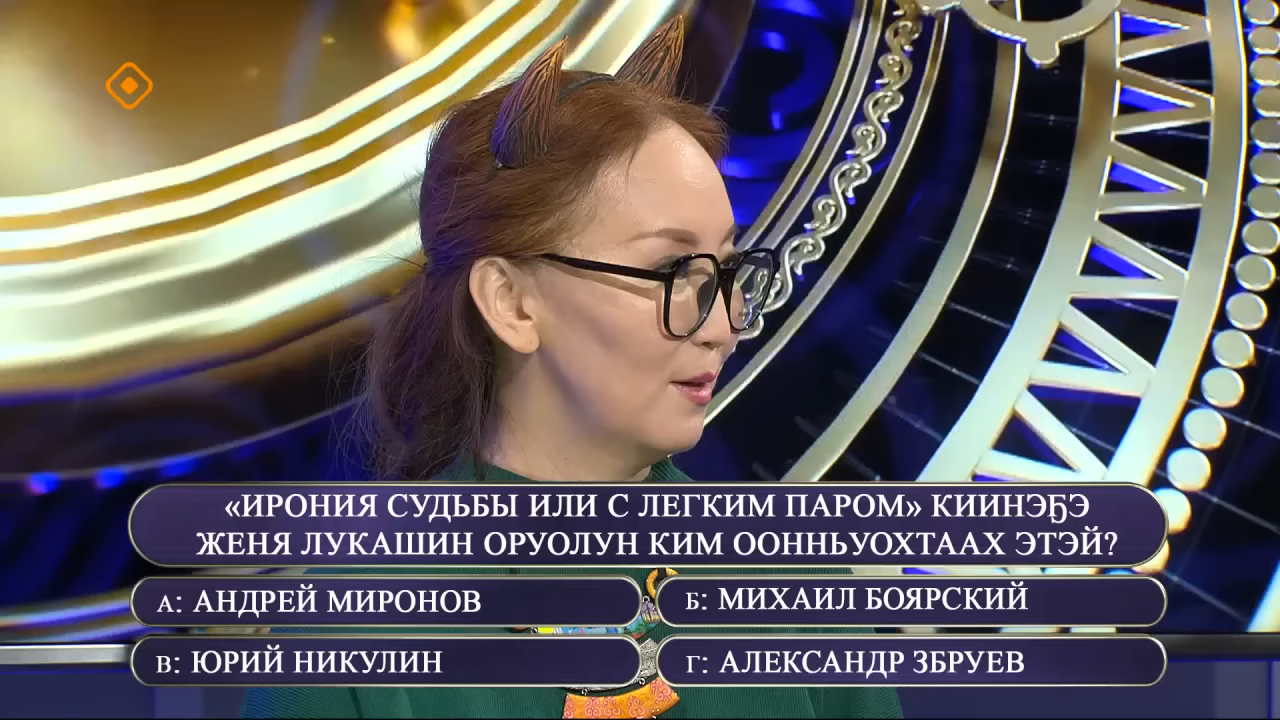 «ИРОНИЯ СУДЬБЫ ИЛИ С ЛЕГКИМ ПАРОМ» КИИНЭҔЭ
ЖЕНЯ ЛУКАШИН ОРУОЛУН КИМ ООННЬУОХТААХ ЭТЭЙ?
А: АНДРЕЙ МИРОНОВ
Б: МИХАИЛ БОЯРСКИЙ
В: ЮРИЙ НИКУЛИН
Г: АЛЕКСАНДР ЗБРУЕВ